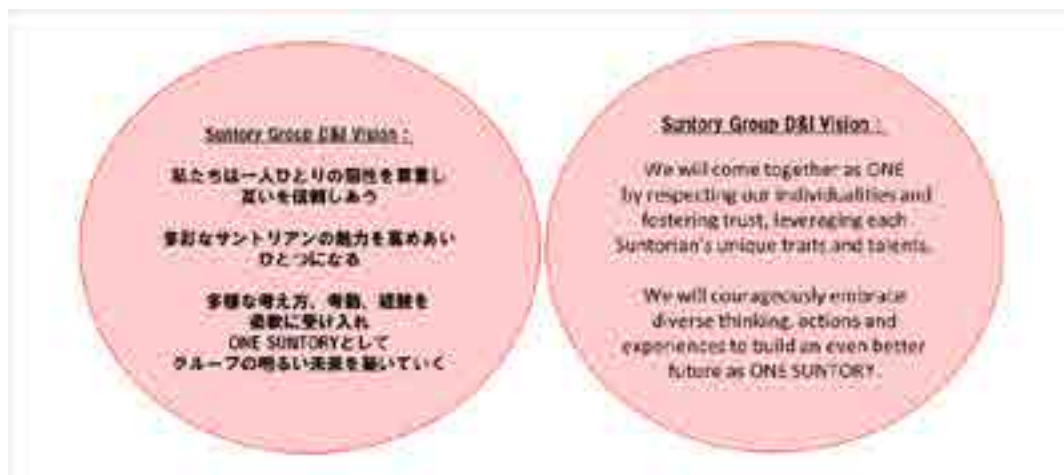 Suntory Group D&I Vision :
私たちは一人ひとりの個性を尊重し
互いを信頼しあう
多彩なサントリアンの魅力を高めあい
ひとつになる
多様な考え方、行動、経験を
柔軟に受け入れ
ONE SUNTORYとして
グループの明るい未来を築いていく
Suntory Group D&I Vision :
We will come together as ONE
by respecting our individualities and
fostering trust, leveraging each
Suntorian's unique traits and talents.
We will courageously embrace
diverse thinking, actions and
experiences to build an even better
future as ONE SUNTORY.